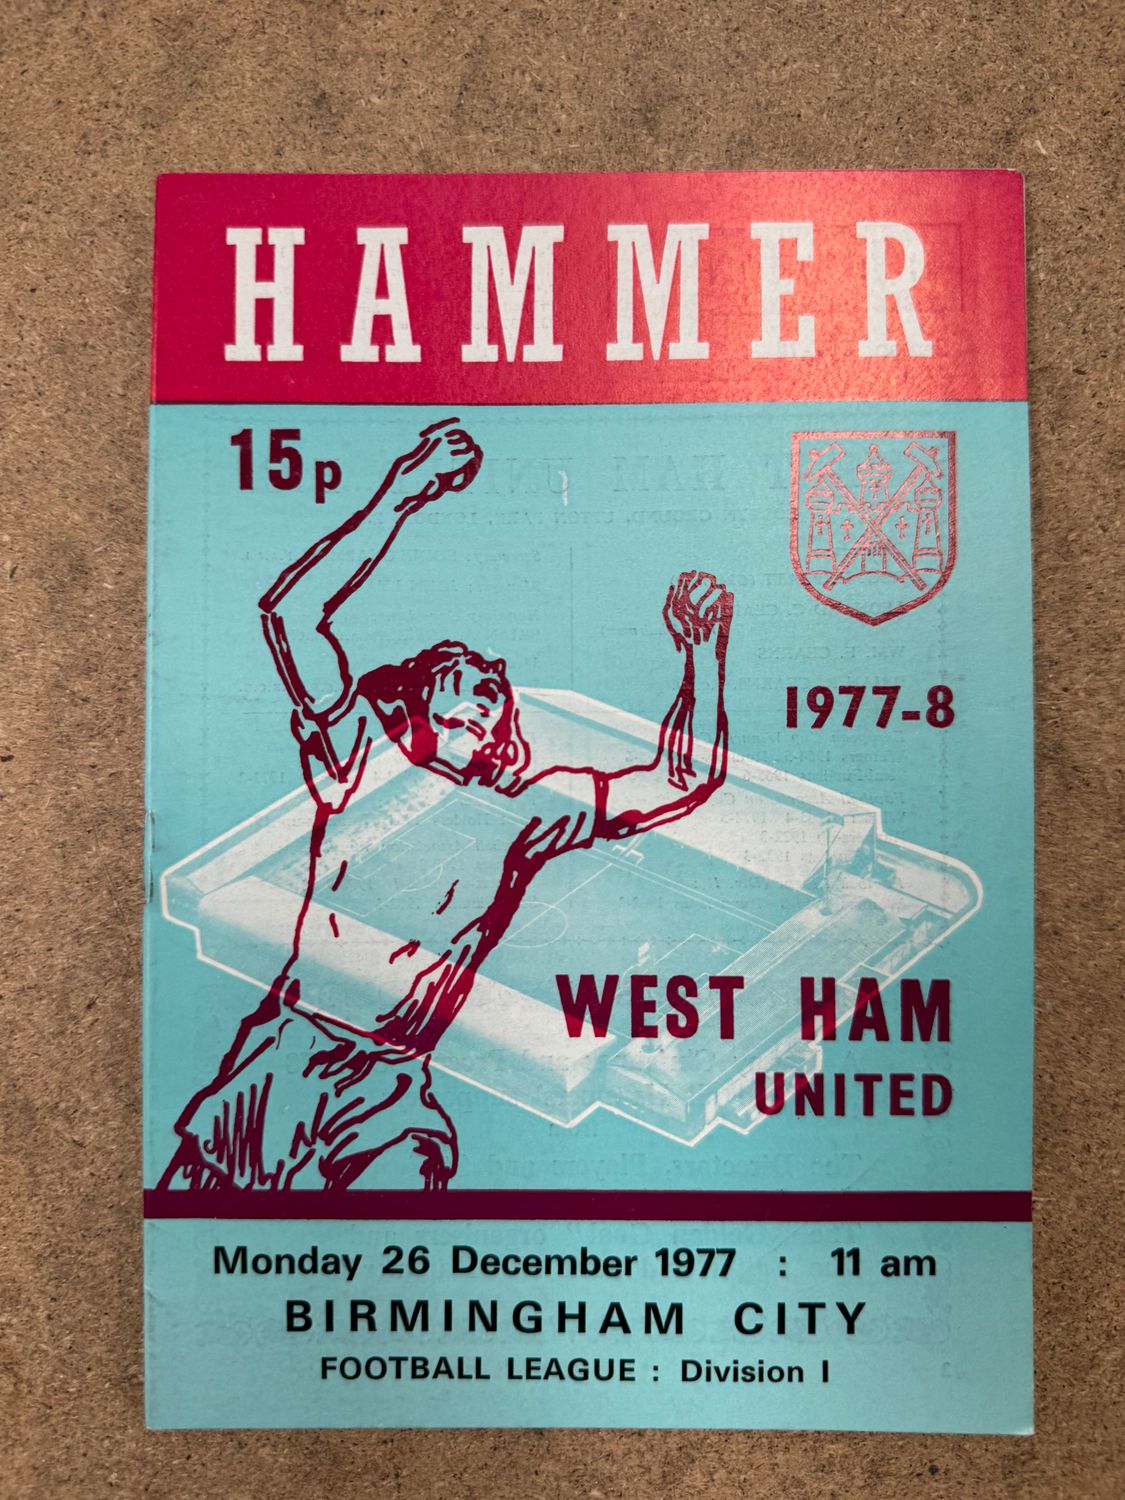 HAMMER
15p
1977-8
WEST HAM
UNITED
Monday 26 December 1977 : 11 am
BIRMINGHAM CITY
FOOTBALL LEAGUE : Division I